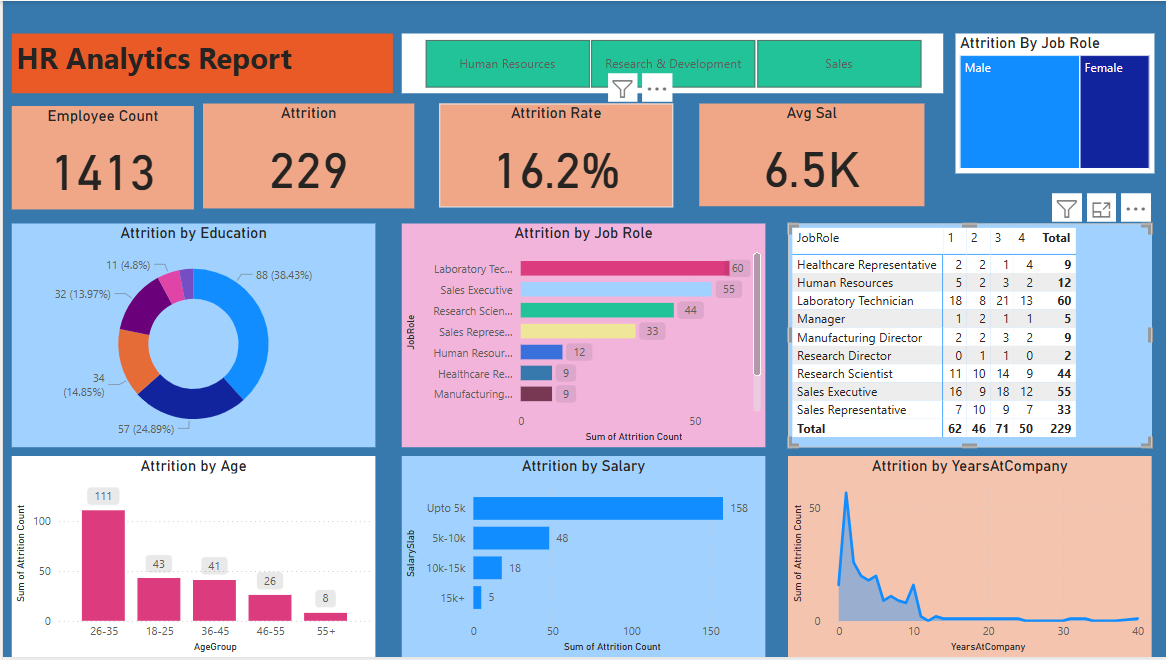 HR Analytics Report
Human Resources
Research & Development
Sales
Attrition By Job Role
Male
Female
Employee Count
1413
Attrition
229
Attrition Rate
16.2%
Avg Sal
6.5K
Attrition by Education
11 (4.8%)
88 (38.43%)
32 (13.97%)
34
(14.85%)
57 (24.89%)
Attrition by Job Role
JobRole
Laboratory Tec... 60
Sales Executive 55
Research Scien... 44
Sales Represe... 33
Human Resour... 12
Healthcare Re... 9
Manufacturing... 9
0 50
Sum of Attrition Count
JobRole 1 2 3 4 Total
Healthcare Representative 2 2 1 4 9
Human Resources 5 2 3 2 12
Laboratory Technician 18 8 21 13 60
Manager 1 2 1 1 5
Manufacturing Director 2 2 3 2 9
Research Director 0 1 1 0 2
Research Scientist 11 10 14 9 44
Sales Executive 16 9 18 12 55
Sales Representative 7 10 9 7 33
Total 62 46 71 50 229
Attrition by Age
Sum of Attrition Count
111
100
43
41
50
26
8
0
26-35 18-25 36-45 46-55 55+
AgeGroup
Attrition by Salary
SalarySlab
Upto 5k 158
5k-10k 48
10k-15k 18
15k+ 5
0 50 100 150
Sum of Attrition Count
Attrition by YearsAtCompany
Sum of Attrition Count
50
0
0 10 20 30 40
YearsAtCompany